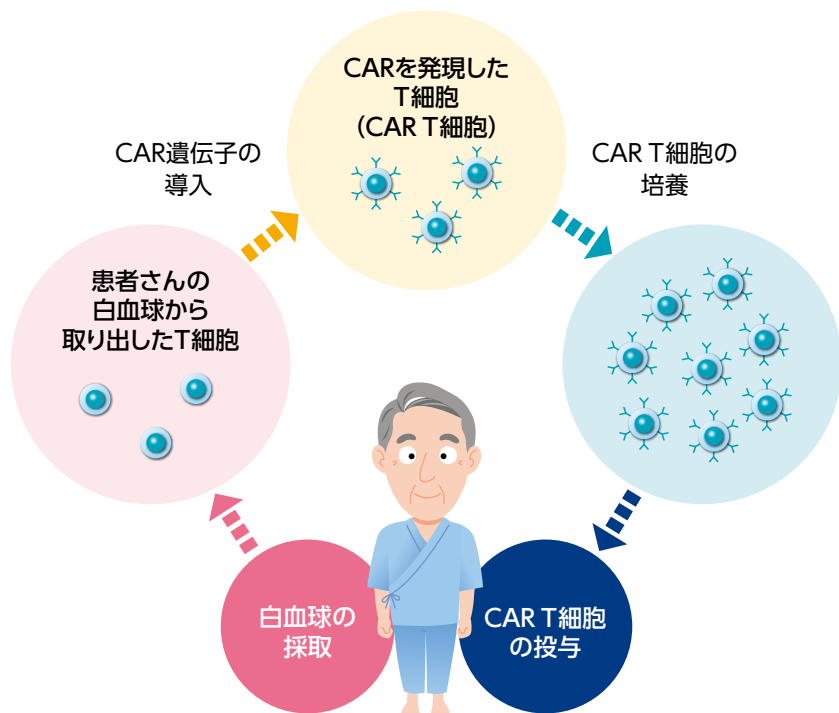 白血球の
採取
患者さんの
白血球から
取り出したT細胞
CAR遺伝子の
導入
CARを発現した
T細胞
（CAR T細胞）
CAR T細胞の
培養
CAR T細胞
の投与